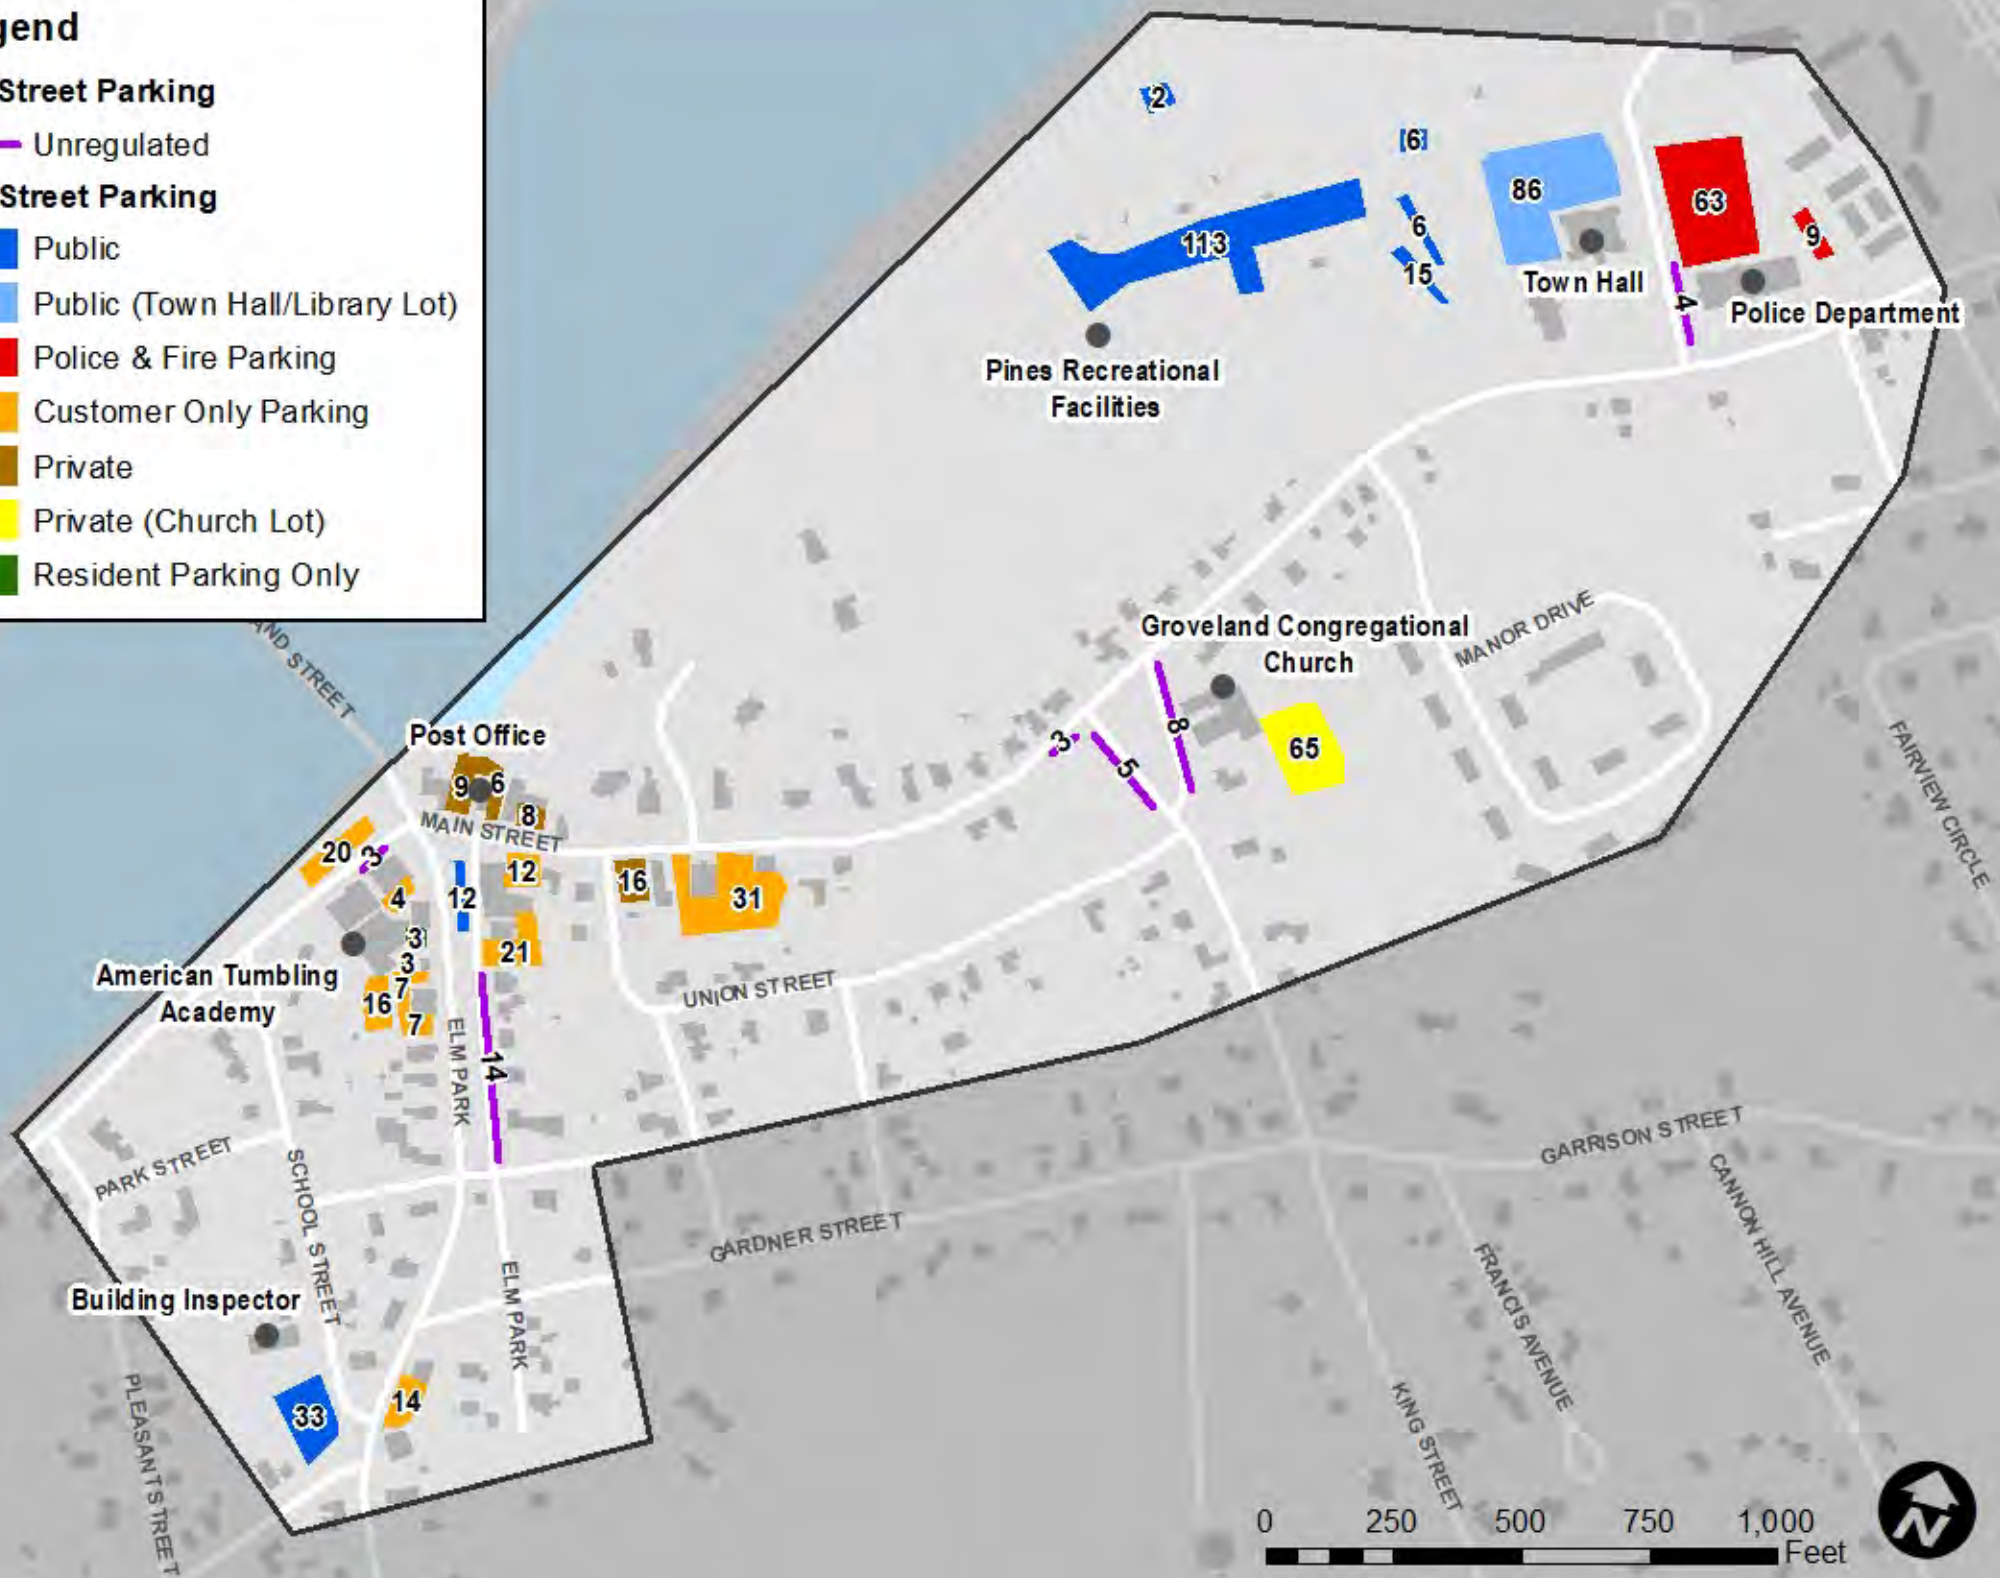 gend
Street Parking
Unregulated
Street Parking
Public
Public (Town Hall/Library Lot)
Police & Fire Parking
Customer Only Parking
Private
Private (Church Lot)
Resident Parking Only
2
6
86
63
113
6
9
15
Town Hall
4
Police Department
Pines Recreational
Facilities
Groveland Congregational
Church
MANOR DRIVE
AND STREET
Post Office
3
5
8
65
FAIRVIEW CIRCLE
9
6
8
MAIN STREET
20
3
12
12
16
31
4
3
3
21
American Tumbling
Academy
7
16
7
UNION STREET
ELM PARK
14
PARK STREET
SCHOOL STREET
GARRISON STREET
CANNON HILL AVENUE
GARDNER STREET
FRANCIS AVENUE
ELM PARK
Building Inspector
33
14
PLEASANT STREET
KING STREET
0 250 500 750 1,000
Feet
N